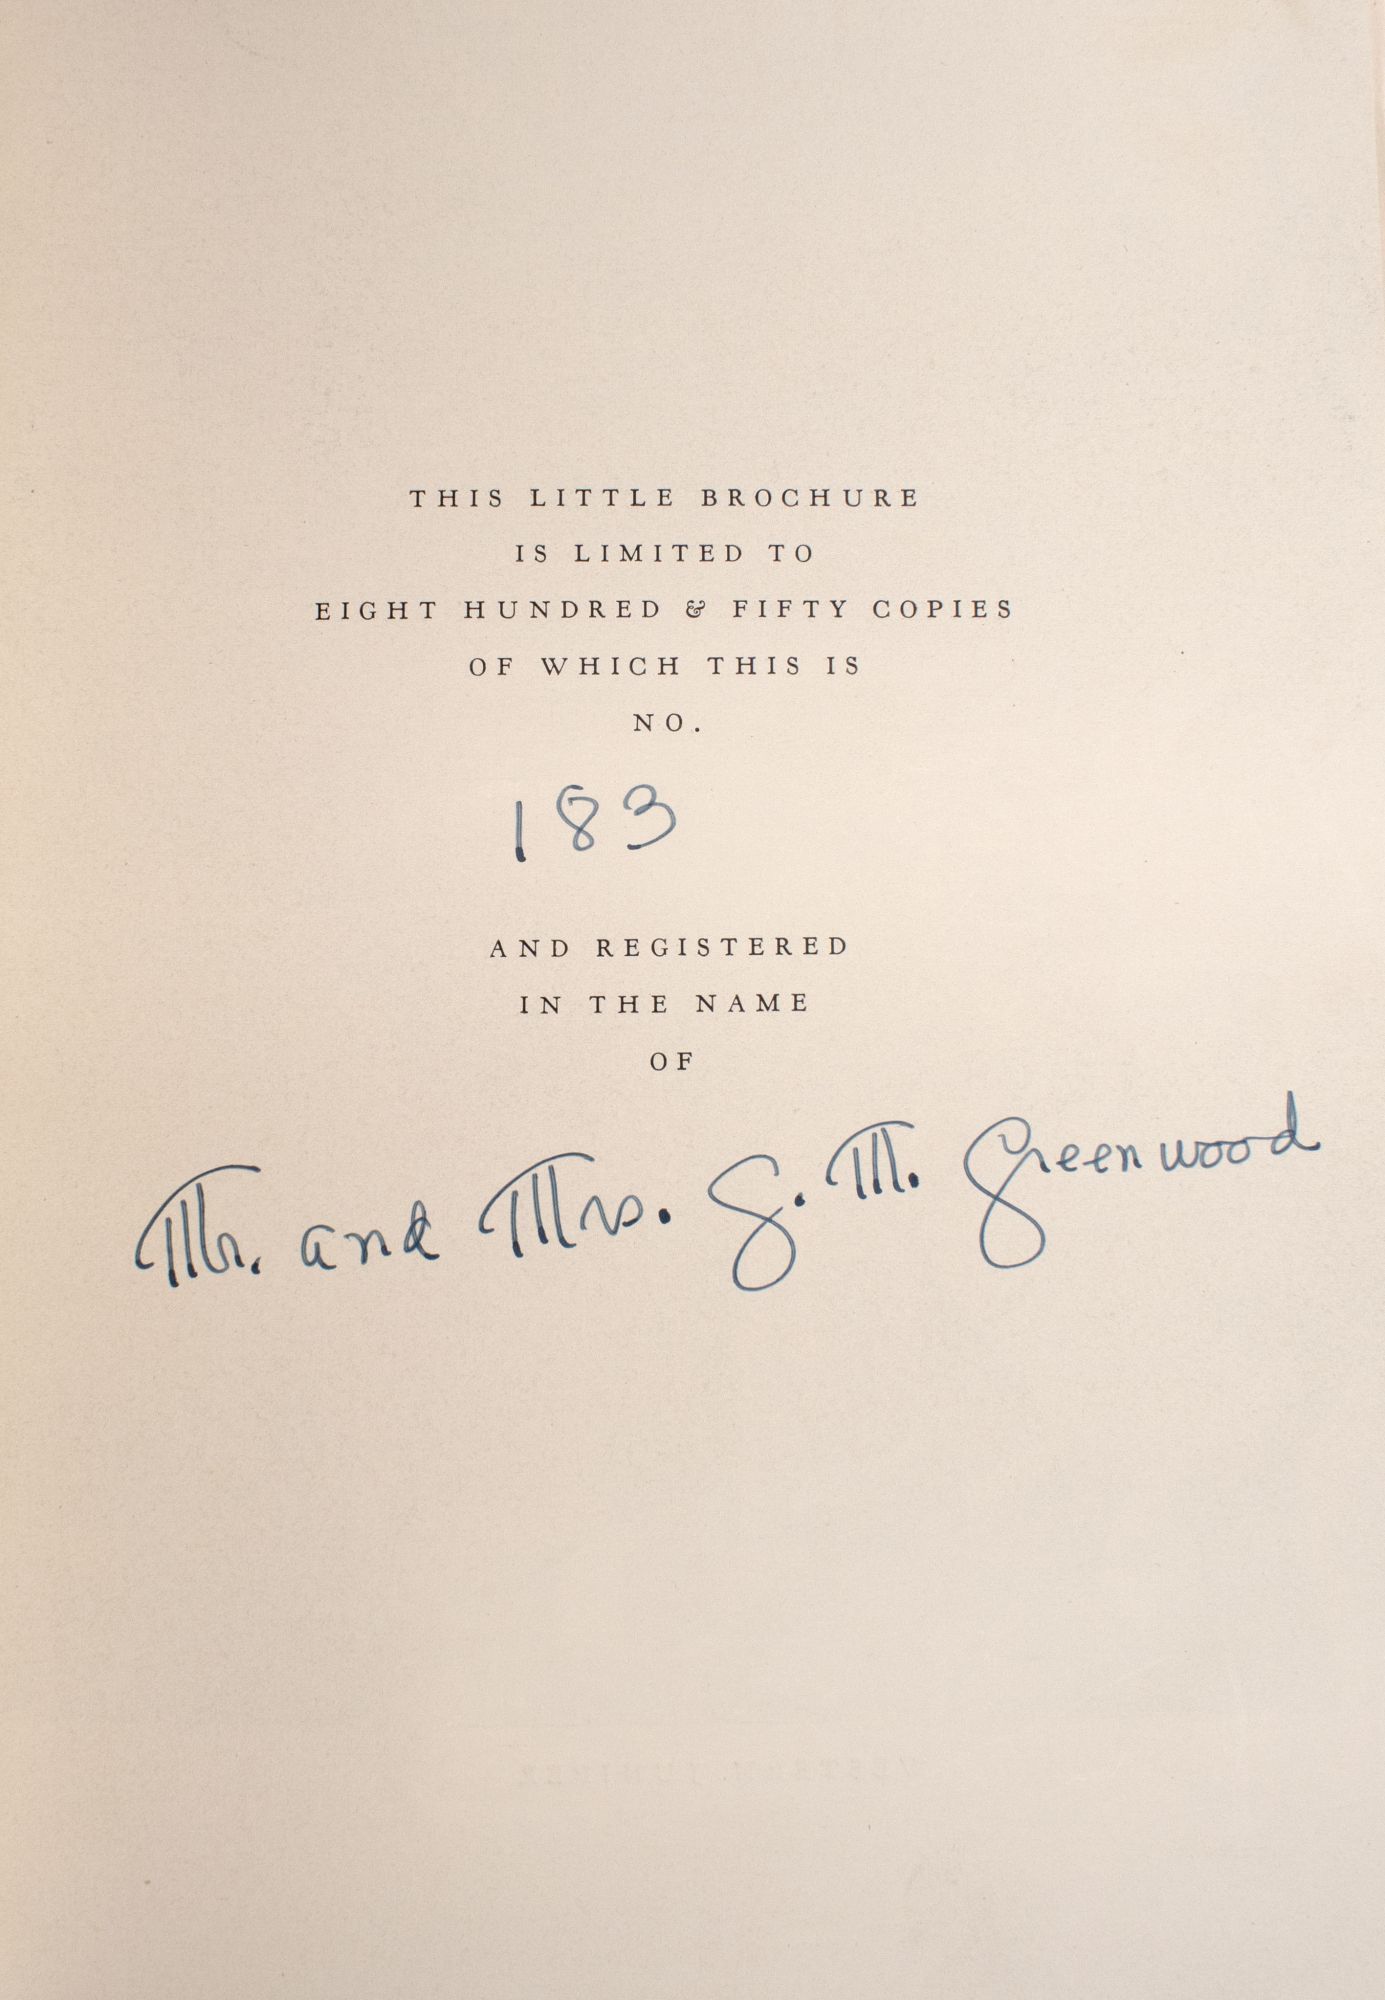 THIS LITTLE BROCHURE
IS LIMITED TO
EIGHT HUNDRED & FIFTY COPIES
OF WHICH THIS IS
NO.
183
AND REGISTERED
IN THE NAME
OF
Mr. and Mrs. G. M. Greenwood